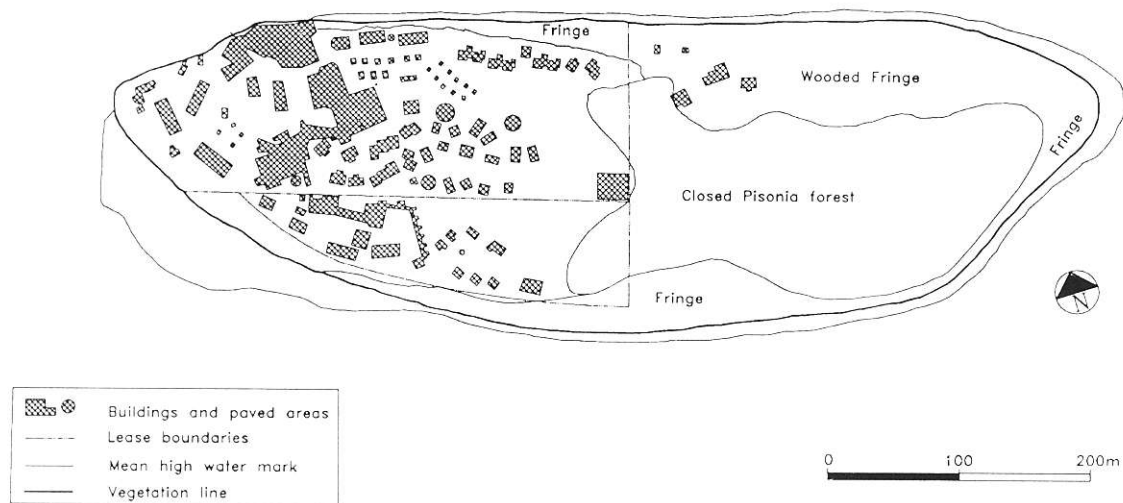 Fringe
Wooded Fringe
Fringe
Closed Pisonia forest
Fringe
N
Buildings and paved areas
Lease boundaries
Mean high water mark
Vegetation line
0 100 200m